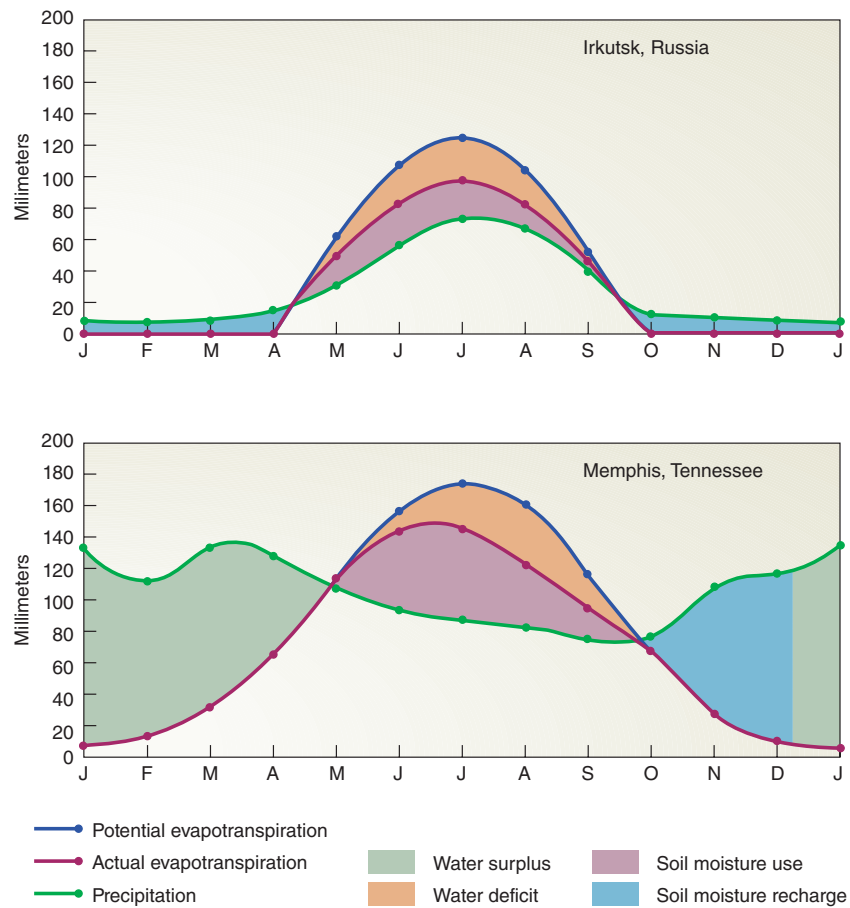 200
180
160
140
120
100
80
60
40
20
0
Milimeters
Irkutsk, Russia
J F M A M J J A S O N D J
200
180
160
140
120
100
80
60
40
20
0
Millimeters
Memphis, Tennessee
J F M A M J J A S O N D J
Potential evapotranspiration
Actual evapotranspiration
Precipitation
Water surplus
Water deficit
Soil moisture use
Soil moisture recharge